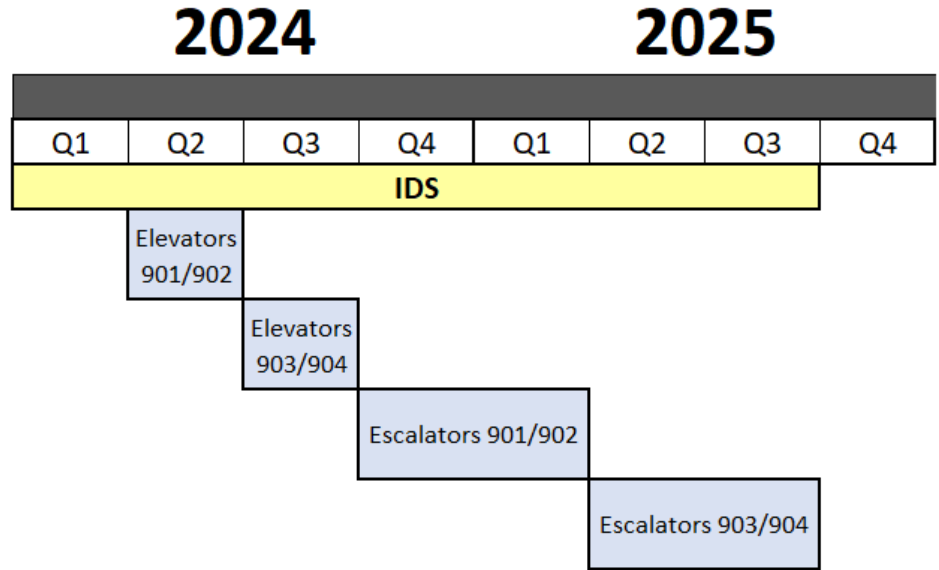 2024 2025
Q1 Q2 Q3 Q4 Q1 Q2 Q3 Q4
IDS
Elevators
901/902
Elevators
903/904
Escalators 901/902
Escalators 903/904